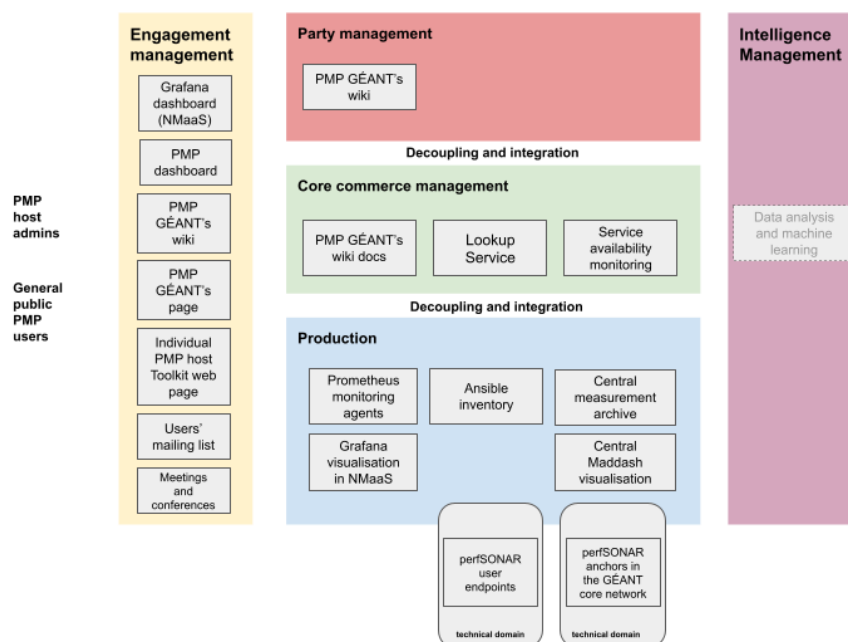 PMP
host
admins
General
public
PMP
users
Engagement
management
Grafana
dashboard
(NMaaS)
PMP
dashboard
PMP
GÉANT's
wiki
PMP
GÉANT's
page
Individual
PMP host
Toolkit web
page
Users'
mailing list
Meetings
and
conferences
Party management
PMP GÉANT's
wiki
Decoupling and integration
Core commerce management
PMP GÉANT's
wiki docs
Lookup
Service
Service
availability
monitoring
Decoupling and integration
Production
Prometheus
monitoring
agents
Ansible
inventory
Central
measurement
archive
Grafana
visualisation
in NMaaS
Central
Maddash
visualisation
perfSONAR
user
endpoints
technical domain
perfSONAR
anchors in
the GÉANT
core network
technical domain
Intelligence
Management
Data analysis
and machine
learning